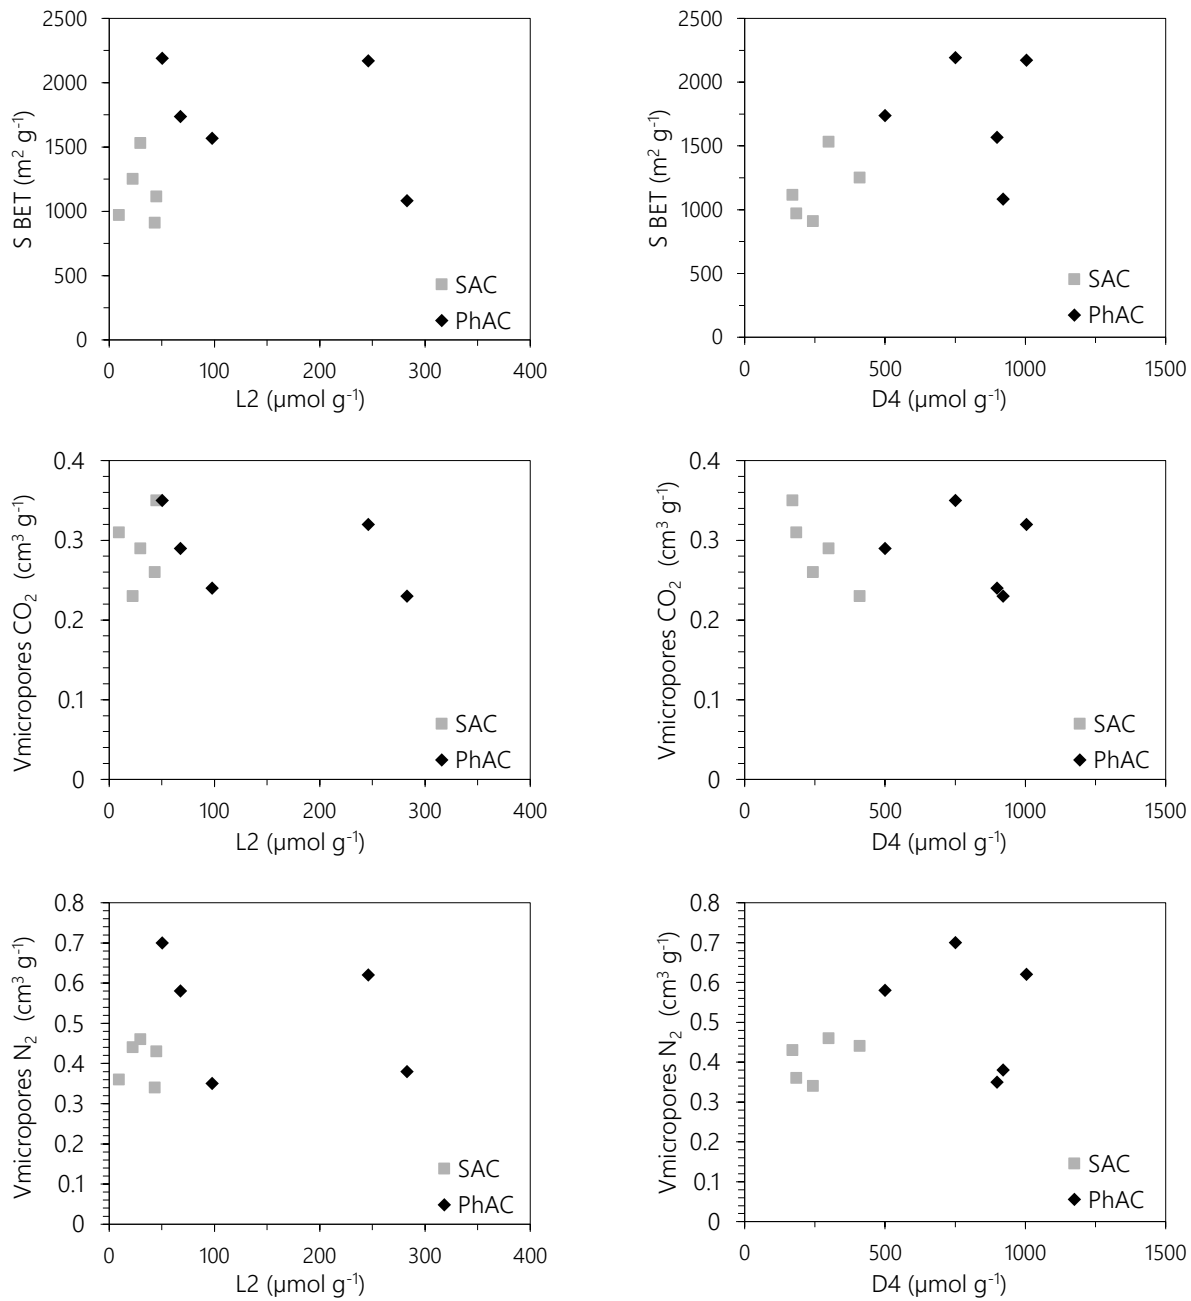 2500
2000
1500
1000
500
0
S BET (m² g⁻¹)
SAC
PhAC
0 100 200 300 400
L2 (µmol g⁻¹)
2500
2000
1500
1000
500
0
S BET (m² g⁻¹)
SAC
PhAC
0 500 1000 1500
D4 (µmol g⁻¹)
0.4
0.3
0.2
0.1
0
Vmicropores CO₂ (cm³ g⁻¹)
SAC
PhAC
0 100 200 300 400
L2 (µmol g⁻¹)
0.4
0.3
0.2
0.1
0
Vmicropores CO₂ (cm³ g⁻¹)
SAC
PhAC
0 500 1000 1500
D4 (µmol g⁻¹)
0.8
0.7
0.6
0.5
0.4
0.3
0.2
0.1
0
Vmicropores N₂ (cm³ g⁻¹)
SAC
PhAC
0 100 200 300 400
L2 (µmol g⁻¹)
0.8
0.7
0.6
0.5
0.4
0.3
0.2
0.1
0
Vmicropores N₂ (cm³ g⁻¹)
SAC
PhAC
0 500 1000 1500
D4 (µmol g⁻¹)